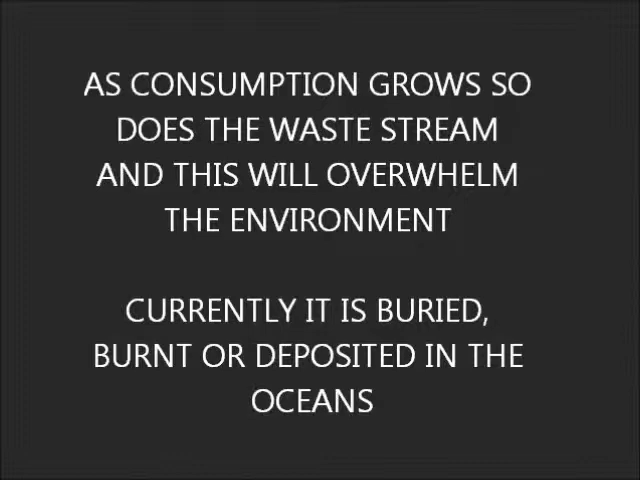 AS CONSUMPTION GROWS SO
DOES THE WASTE STREAM
AND THIS WILL OVERWHELM
THE ENVIRONMENT
CURRENTLY IT IS BURIED,
BURNT OR DEPOSITED IN THE
OCEANS